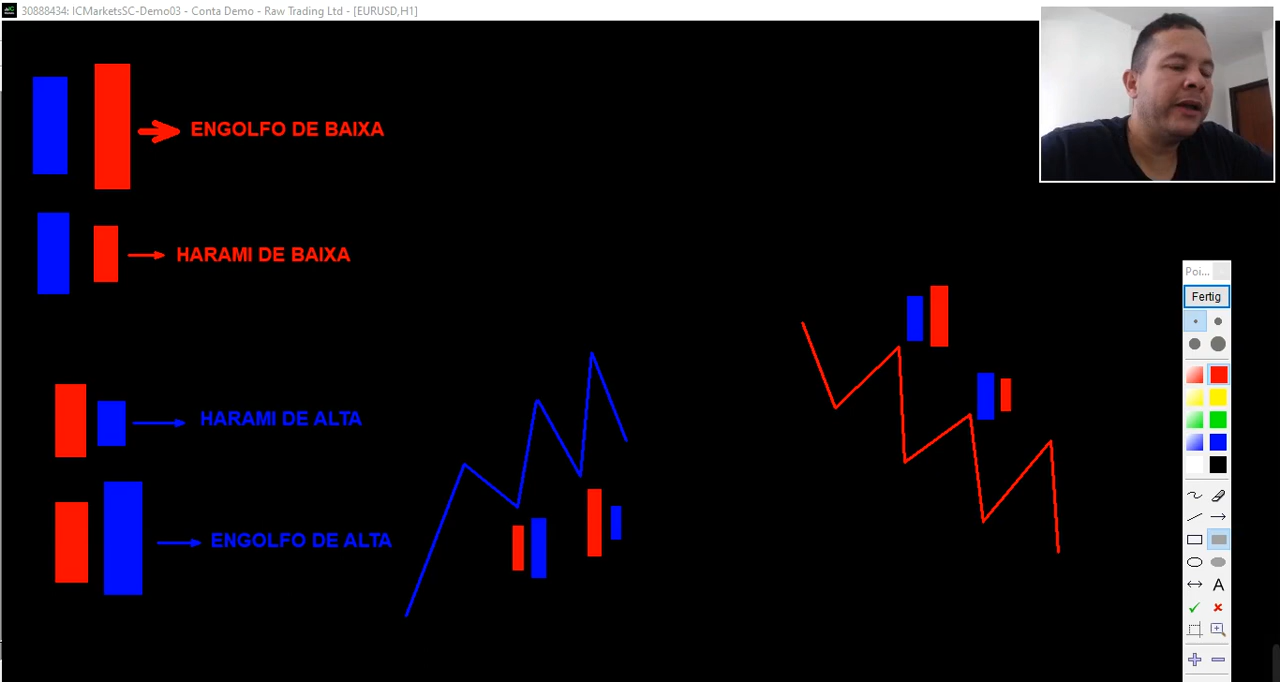 30888434: ICMarketsSC-Demo03 - Conta Demo - Raw Trading Ltd - [EURUSD,H1]
ENGOLFO DE BAIXA
HARAMI DE BAIXA
HARAMI DE ALTA
ENGOLFO DE ALTA
Poi...
Fertig
A